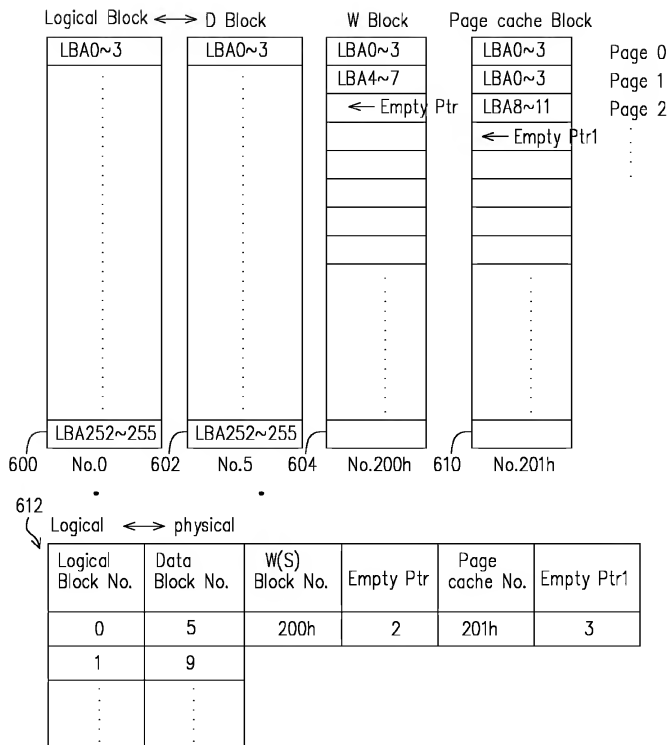 Logical Block ⟷ D Block W Block Page cache Block
LBA0~3 LBA0~3 LBA0~3 LBA0~3 Page 0
LBA4~7 LBA0~3 Page 1
← Empty Ptr LBA8~11 Page 2
← Empty Ptr1
LBA252~255 LBA252~255
600 No.0 602 No.5 604 No.200h 610 No.201h
612
Logical ⟷ physical
Logical Block No. Data Block No. W(S) Block No. Empty Ptr Page cache No. Empty Ptr1
0 5 200h 2 201h 3
1 9